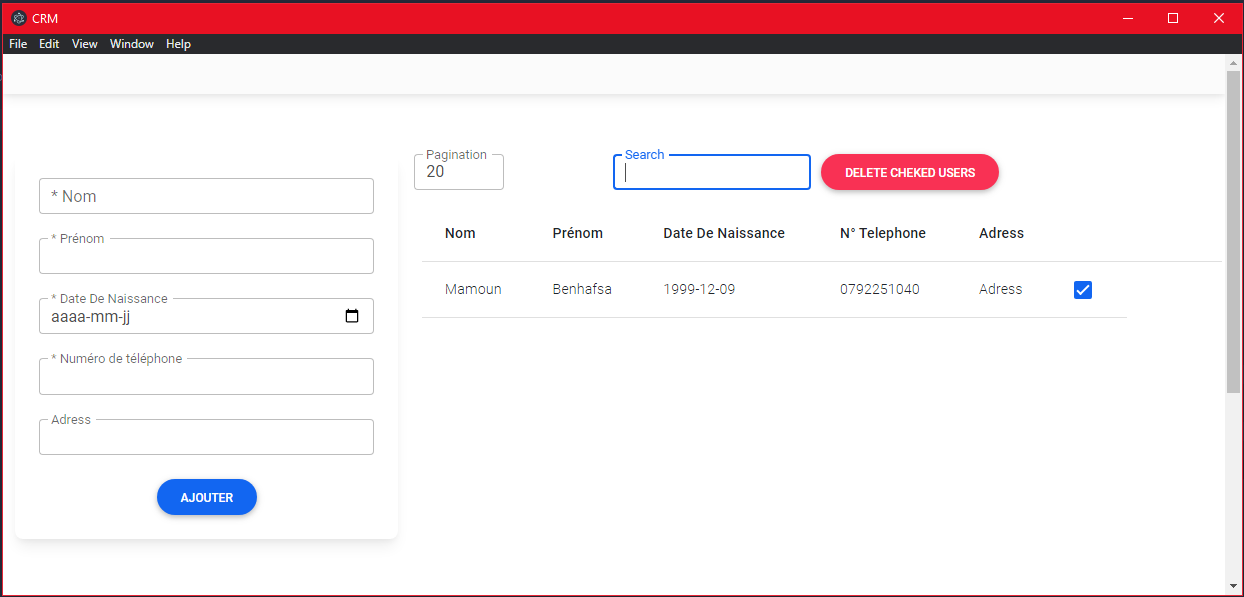 CRM
File Edit View Window Help
Pagination
20
Search
DELETE CHEKED USERS
* Nom
* Prénom
* Date De Naissance
aaaa-mm-jj
* Numéro de téléphone
Adress
AJOUTER
Nom Prénom Date De Naissance N° Telephone Adress
Mamoun Benhafsa 1999-12-09 0792251040 Adress